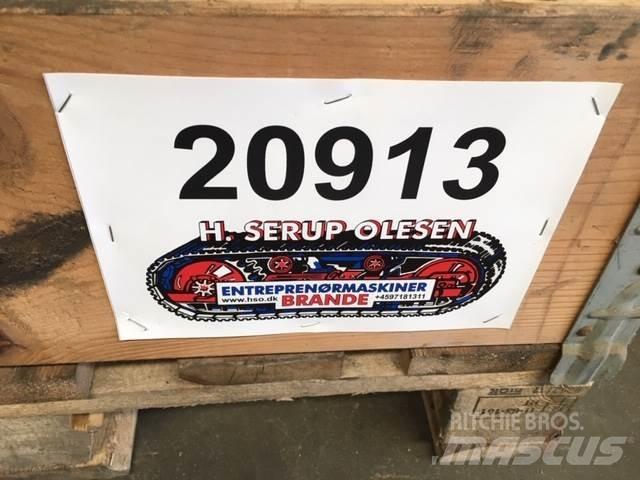 20913
H. SERUP OLESEN
ENTREPRENØRMASKINER
www.hso.dk BRANDE +4597181311
RITCHIE BROS.
MASCUS